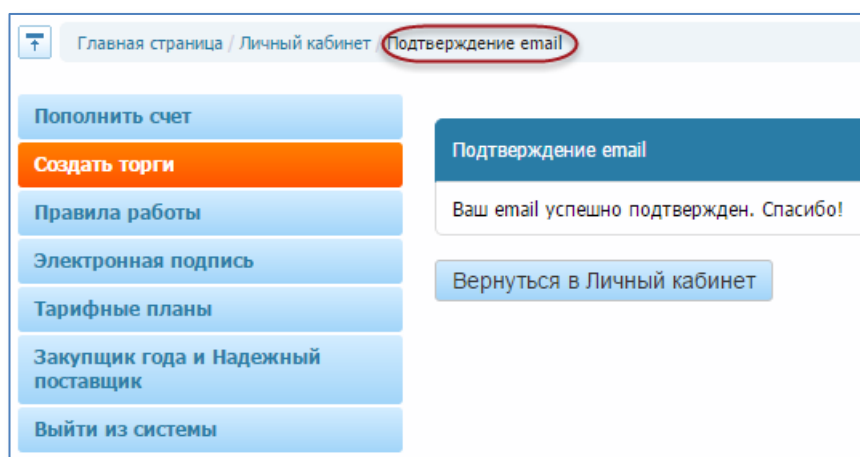 Главная страница / Личный кабинет / Подтверждение email
Пополнить счет
Создать торги
Правила работы
Электронная подпись
Тарифные планы
Закупщик года и Надежный
поставщик
Выйти из системы
Подтверждение email
Ваш email успешно подтвержден. Спасибо!
Вернуться в Личный кабинет